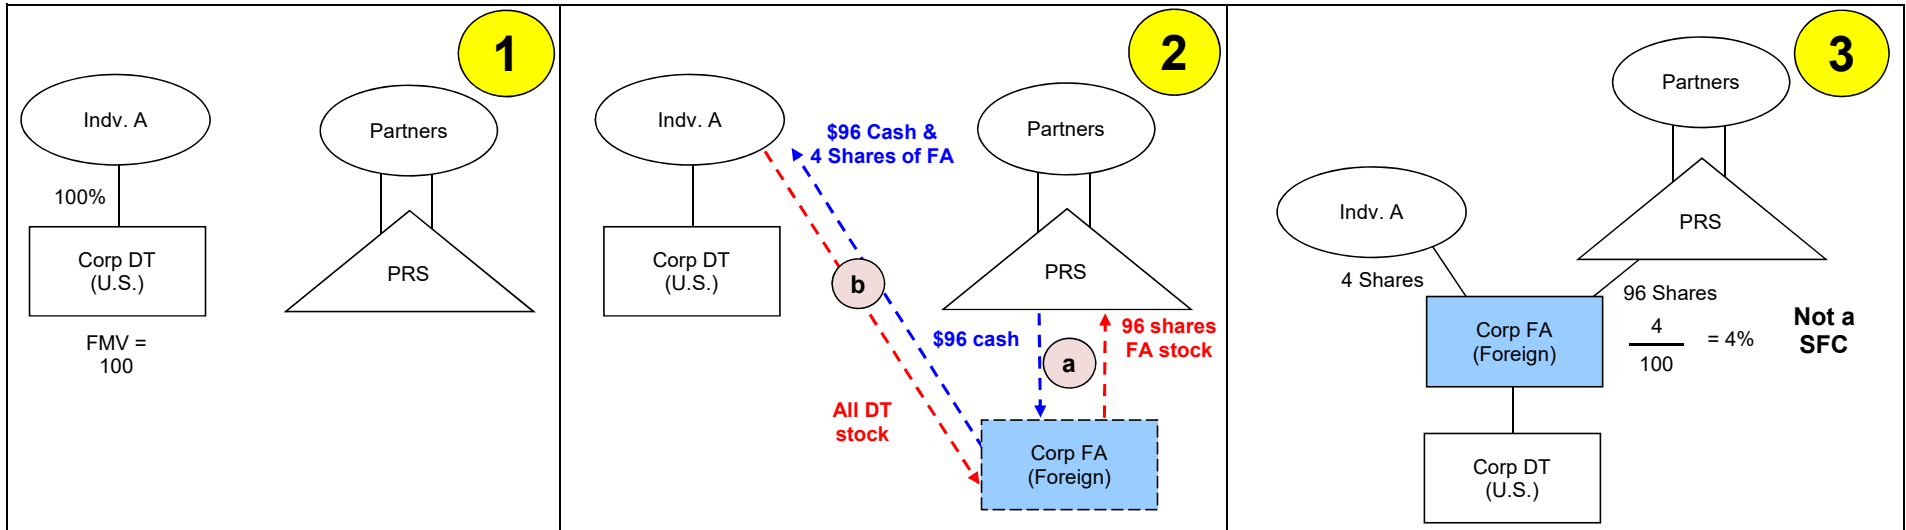 1
Indv. A
Partners
100%
Corp DT
(U.S.)
PRS
FMV =
100
2
Indv. A
$96 Cash &
4 Shares of FA
Partners
Corp DT
(U.S.)
b
PRS
$96 cash
96 shares
FA stock
a
All DT
stock
Corp FA
(Foreign)
3
Partners
Indv. A
PRS
4 Shares
96 Shares
Corp FA
(Foreign)
4
100
= 4%
Not a
SFC
Corp DT
(U.S.)